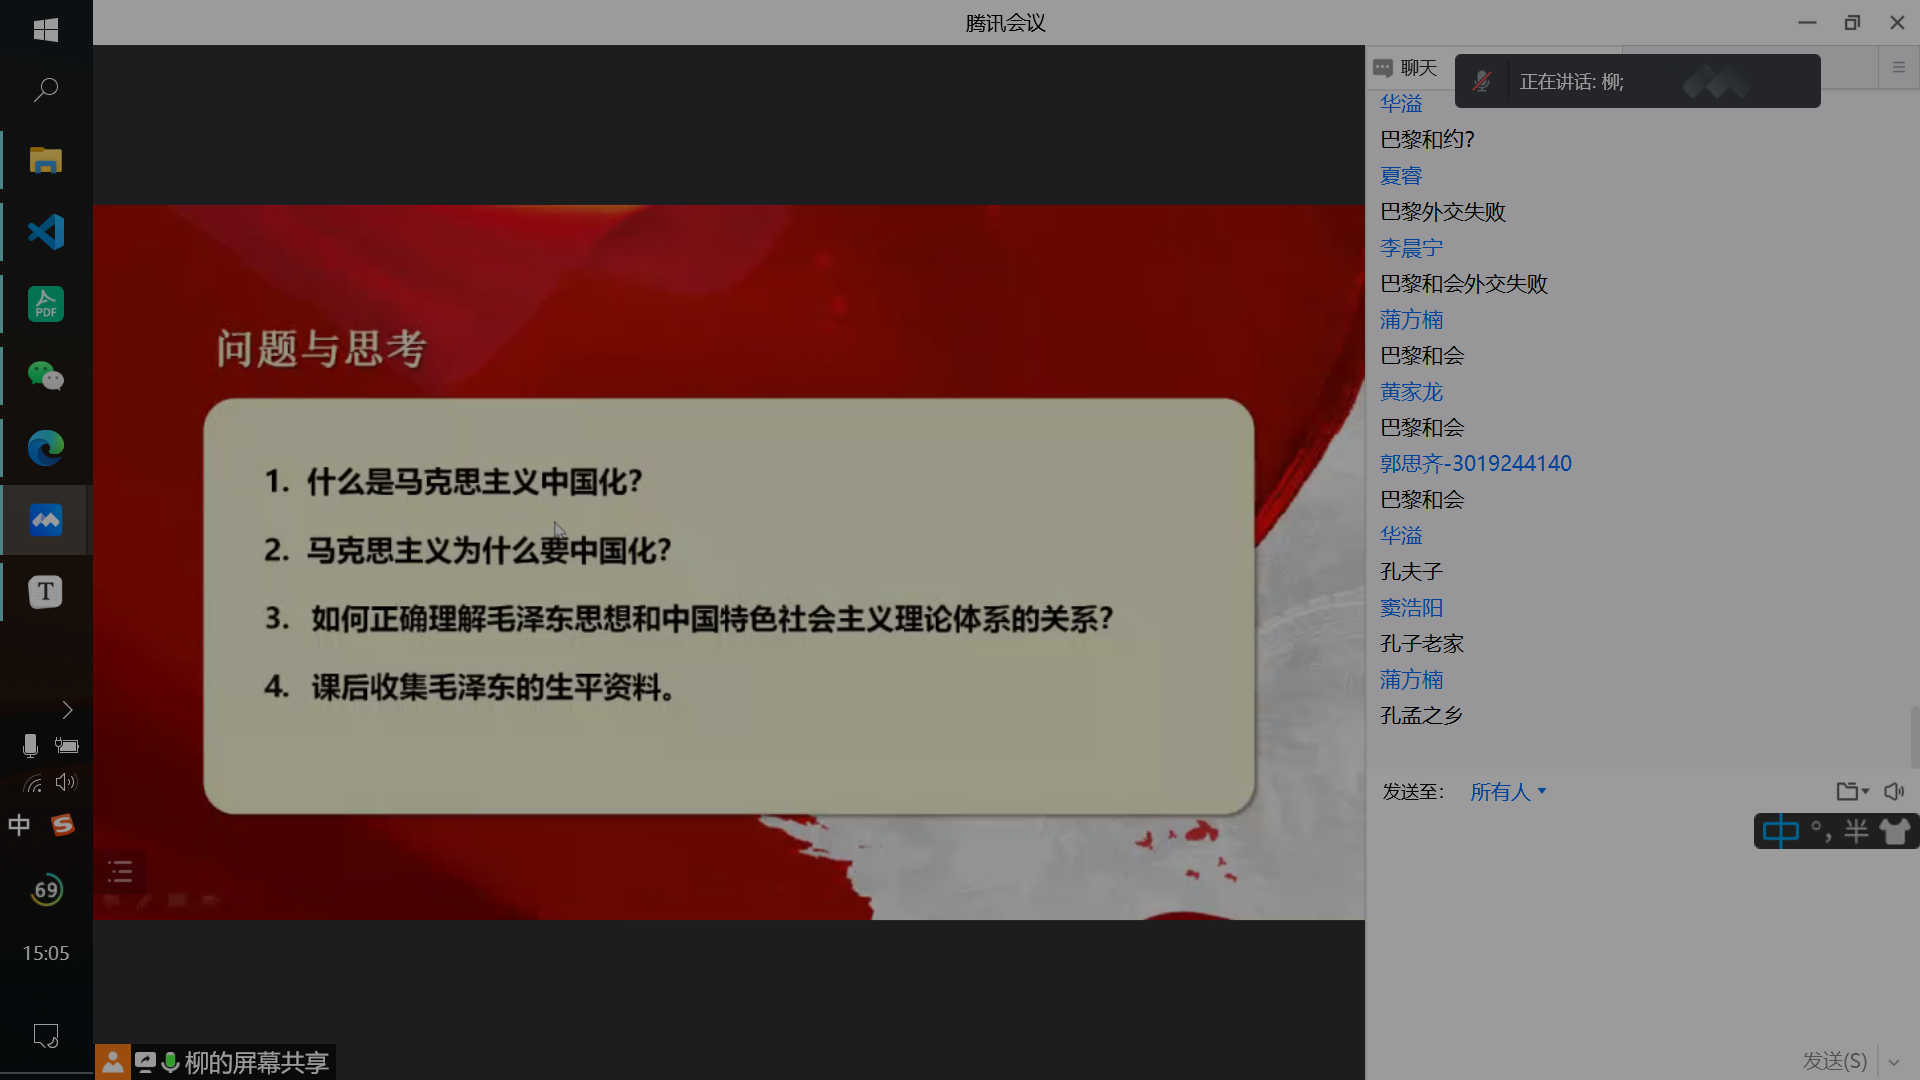 腾讯会议
聊天
正在讲话: 柳;
华溢
巴黎和约?
夏睿
巴黎外交失败
李晨宁
巴黎和会外交失败
蒲方楠
巴黎和会
黄家龙
巴黎和会
郭思齐-3019244140
巴黎和会
华溢
孔夫子
窦浩阳
孔子老家
蒲方楠
孔孟之乡
发送至:
所有人
中 °, 半
发送(S)
问题与思考
1. 什么是马克思主义中国化?
2. 马克思主义为什么要中国化?
3. 如何正确理解毛泽东思想和中国特色社会主义理论体系的关系?
4. 课后收集毛泽东的生平资料。
柳的屏幕共享
PDF
T
中
S
69
15:05